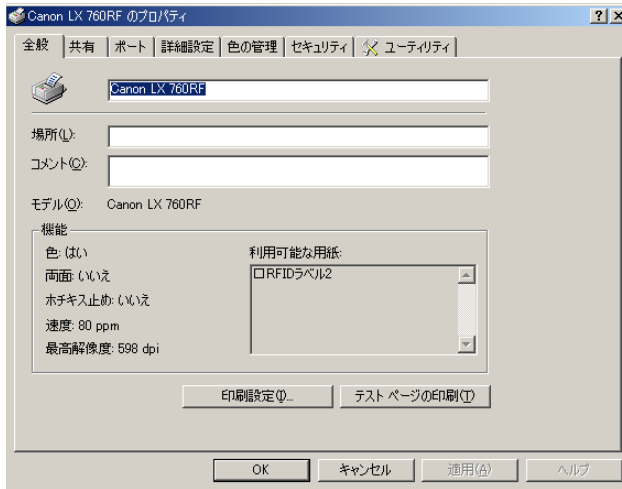 Canon LX 760RF のプロパティ
全般 共有 ポート 詳細設定 色の管理 セキュリティ ユーティリティ
Canon LX 760RF
場所(L):
コメント(C):
モデル(O): Canon LX 760RF
機能
色: はい
両面: いいえ
ホチキス止め: いいえ
速度: 80 ppm
最高解像度: 598 dpi
利用可能な用紙:
口RFIDラベル2
印刷設定(I)... テスト ページの印刷(T)
OK キャンセル 適用(A) ヘルプ